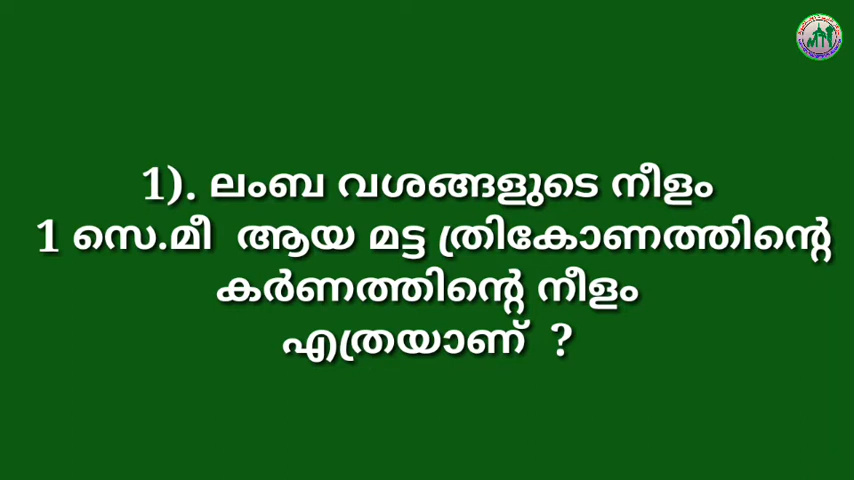 1). ലംബ വശങ്ങളുടെ നീളം
1 സെ.മീ ആയ മട്ട ത്രികോണത്തിന്റെ
കർണത്തിന്റെ നീളം
എത്രയാണ് ?